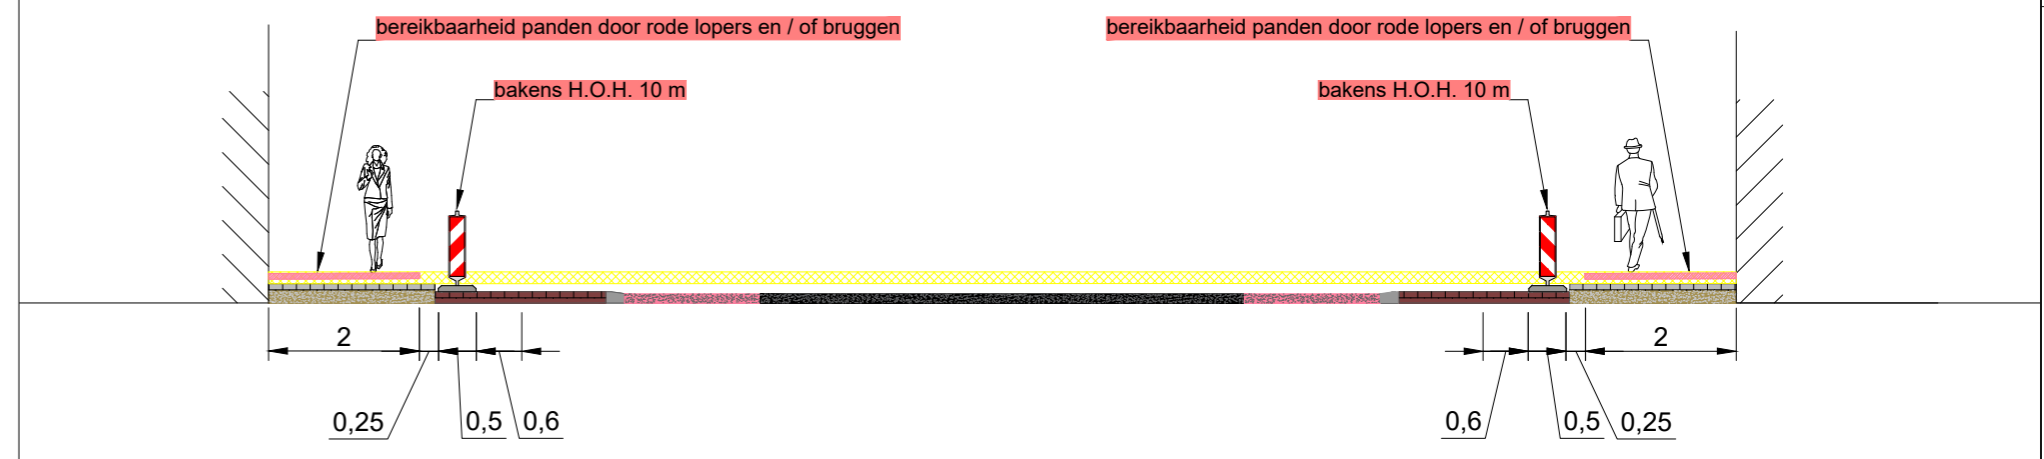 bereikbaarheid panden door rode lopers en / of bruggen
bereikbaarheid panden door rode lopers en / of bruggen
bakens H.O.H. 10 m
bakens H.O.H. 10 m
2
2
0,25
0,5
0,6
0,6
0,5
0,25